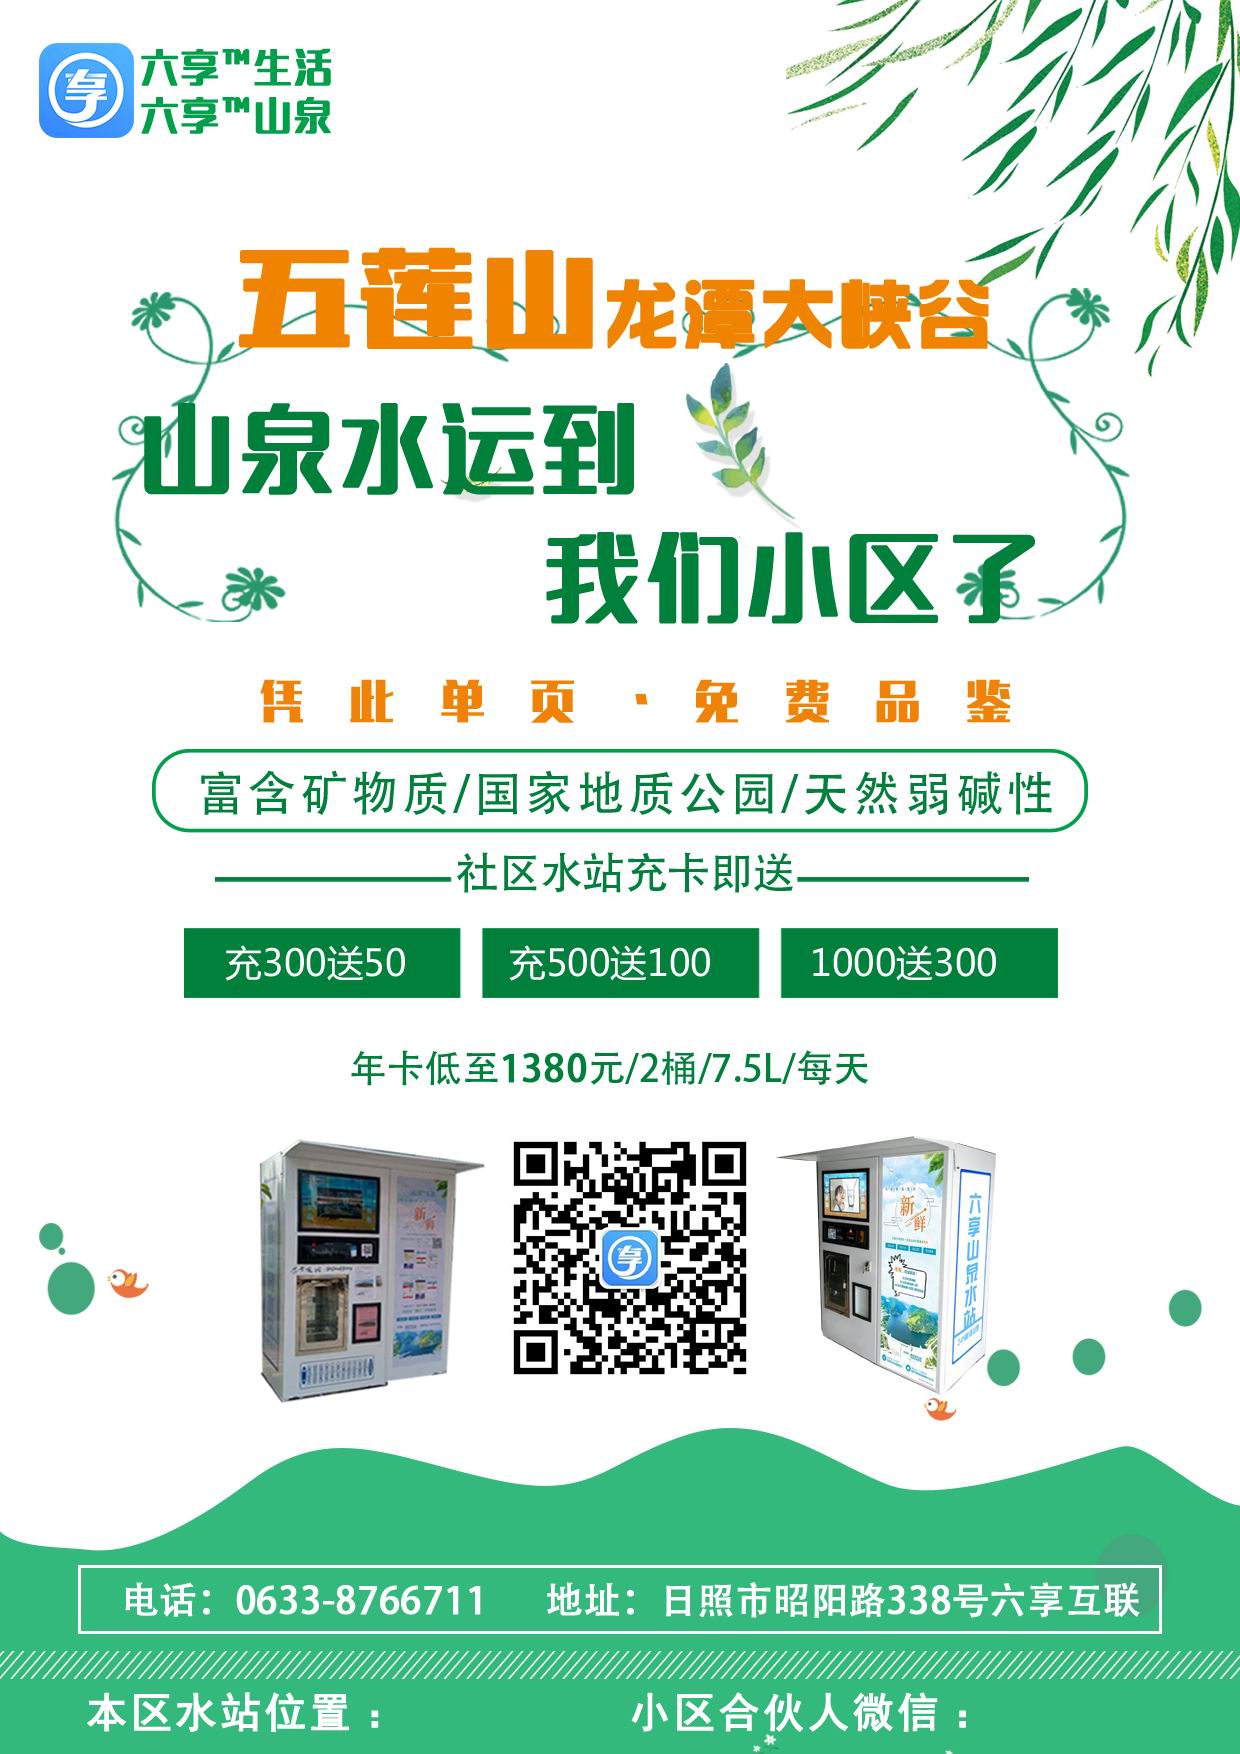 六享™生活
六享™山泉
五莲山龙潭大峡谷
山泉水运到
我们小区了
凭此单页·免费品鉴
富含矿物质/国家地质公园/天然弱碱性
社区水站充卡即送
充300送50
充500送100
1000送300
年卡低至1380元/2桶/7.5L/每天
享
新鲜
新鲜
六享山泉水站
电话：0633-8766711
地址：日照市昭阳路338号六享互联
本区水站位置：
小区合伙人微信：